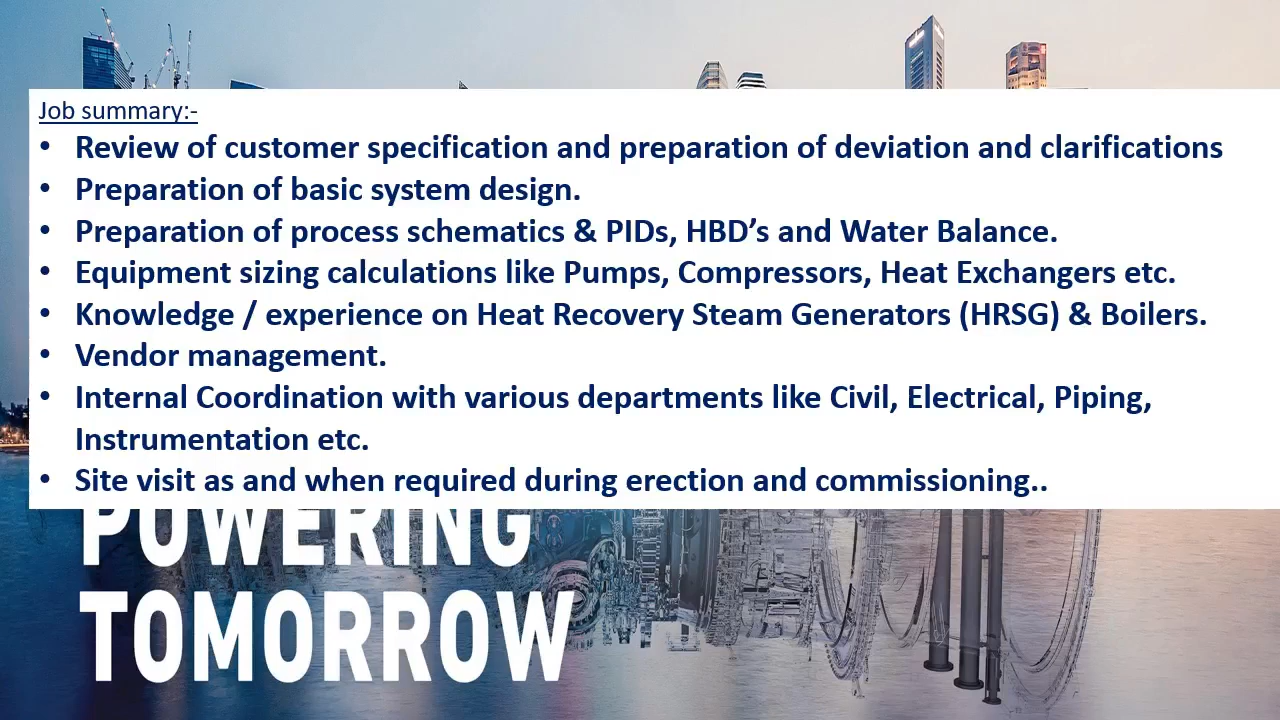 Job summary:-
• Review of customer specification and preparation of deviation and clarifications
• Preparation of basic system design.
• Preparation of process schematics & PIDs, HBD’s and Water Balance.
• Equipment sizing calculations like Pumps, Compressors, Heat Exchangers etc.
• Knowledge / experience on Heat Recovery Steam Generators (HRSG) & Boilers.
• Vendor management.
• Internal Coordination with various departments like Civil, Electrical, Piping,
Instrumentation etc.
• Site visit as and when required during erection and commissioning..
POWERING
TOMORROW